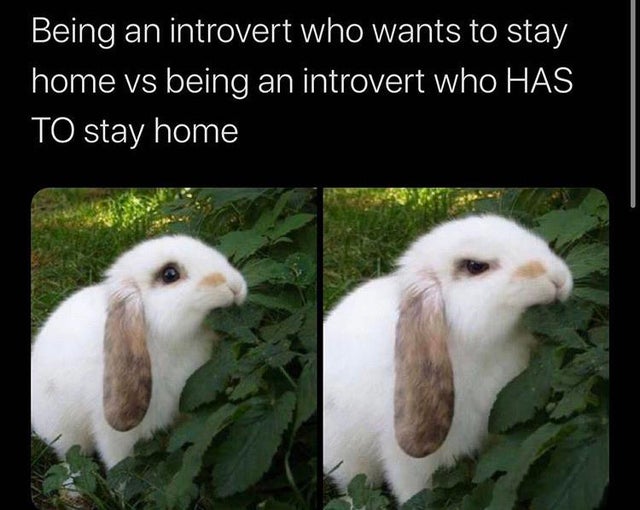 Being an introvert who wants to stay
home vs being an introvert who HAS
TO stay home